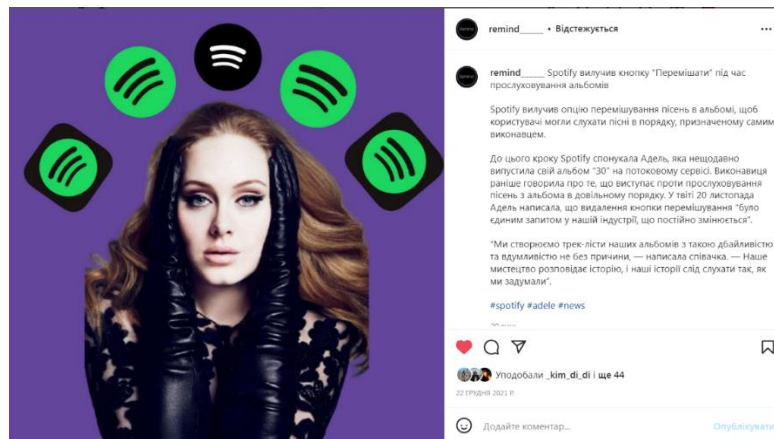 remind_____ • Відстежується
remind_____ Spotify вилучив кнопку "Перемішати" під час
прослуховування альбомів
Spotify вилучив опцію перемішування пісень в альбомі, щоб
користувачі могли слухати пісні в порядку, призначеному самим
виконавцем.
До цього кроку Spotify спонукала Адель, яка нещодавно
випустила свій альбом "30" на потоковому сервісі. Виконавиця
раніше говорила про те, що виступає проти прослуховування
пісень з альбома в довільному порядку. У твіті 20 листопада
Адель написала, що видалення кнопки перемішування "було
єдиним запитом у нашій індустрії, що постійно змінюється".
"Ми створюємо трек-лісти наших альбомів з такою дбайливістю
та вдумливістю не без причини, — написала співачка. — Наше
мистецтво розповідає історію, і наші історії слід слухати так, як
ми задумали".
#spotify #adele #news
Уподобали _kim_di_di і ще 44
22 ГРУДНЯ 2021 Р.
Додайте коментар...
Опублікувати